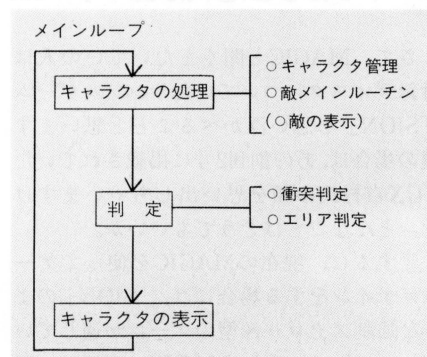 メインループ
キャラクタの処理
○キャラクタ管理
○敵メインルーチン
(○敵の表示)
判 定
○衝突判定
○エリア判定
キャラクタの表示